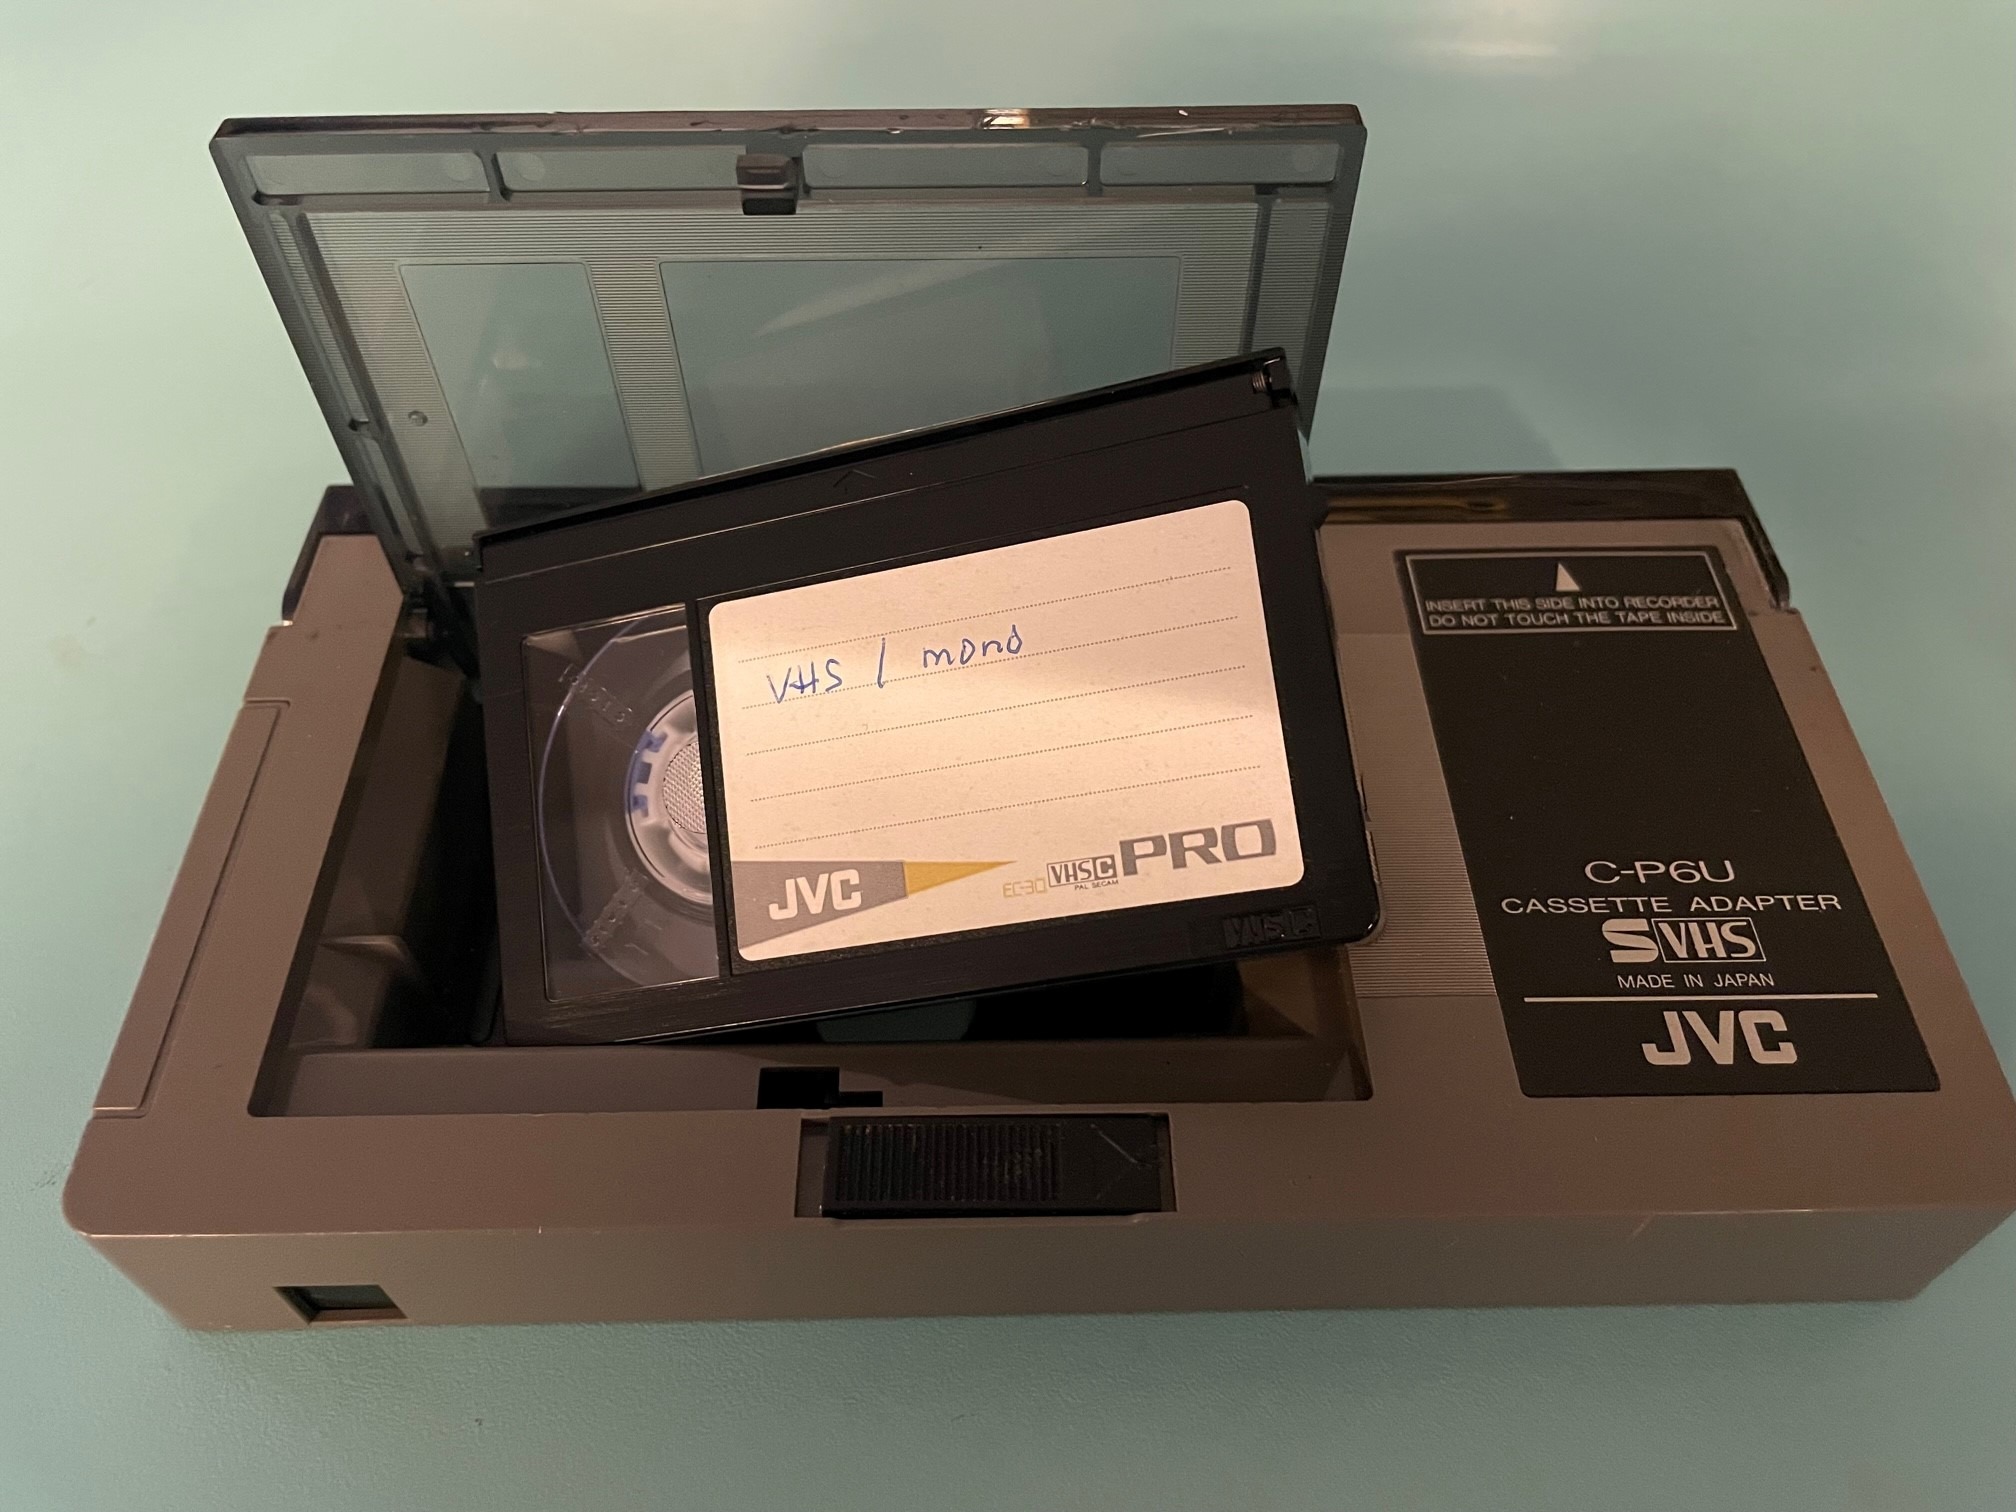 VHS / mono
JVC
EC-30 VHS C PRO
PAL SECAM
VHS C
INSERT THIS SIDE INTO RECORDER
DO NOT TOUCH THE TAPE INSIDE
C-P6U
CASSETTE ADAPTER
S VHS
MADE IN JAPAN
JVC